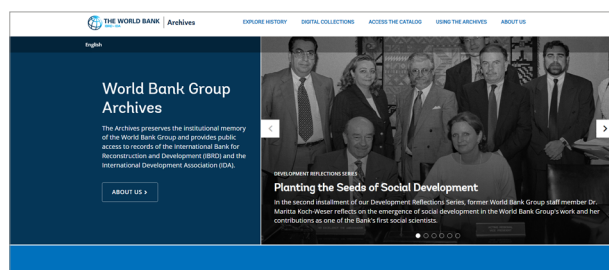 THE WORLD BANK Archives
IBRD • IDA
EXPLORE HISTORY DIGITAL COLLECTIONS ACCESS THE CATALOG USING THE ARCHIVES ABOUT US
English
World Bank Group
Archives
The Archives preserves the institutional memory
of the World Bank Group and provides public
access to records of the International Bank for
Reconstruction and Development (IBRD) and the
International Development Association (IDA).
ABOUT US >
DEVELOPMENT REFLECTIONS SERIES
Planting the Seeds of Social Development
In the second installment of our Development Reflections Series, former World Bank Group staff member Dr.
Maritta Koch-Weser reflects on the emergence of social development in the World Bank Group's work and her
contributions as one of the Bank's first social scientists.